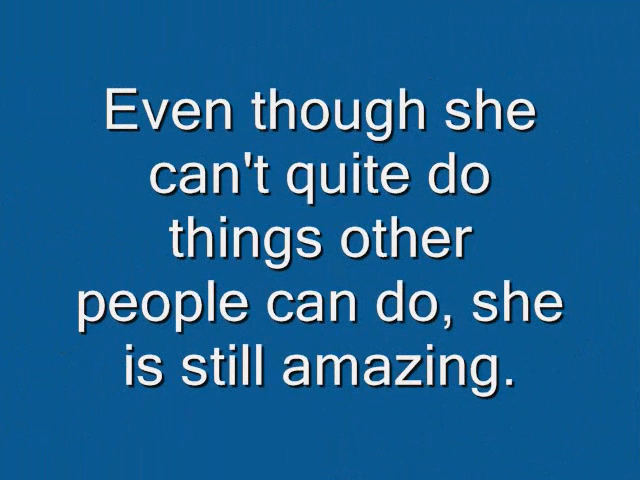 Even though she
can't quite do
things other
people can do, she
is still amazing.